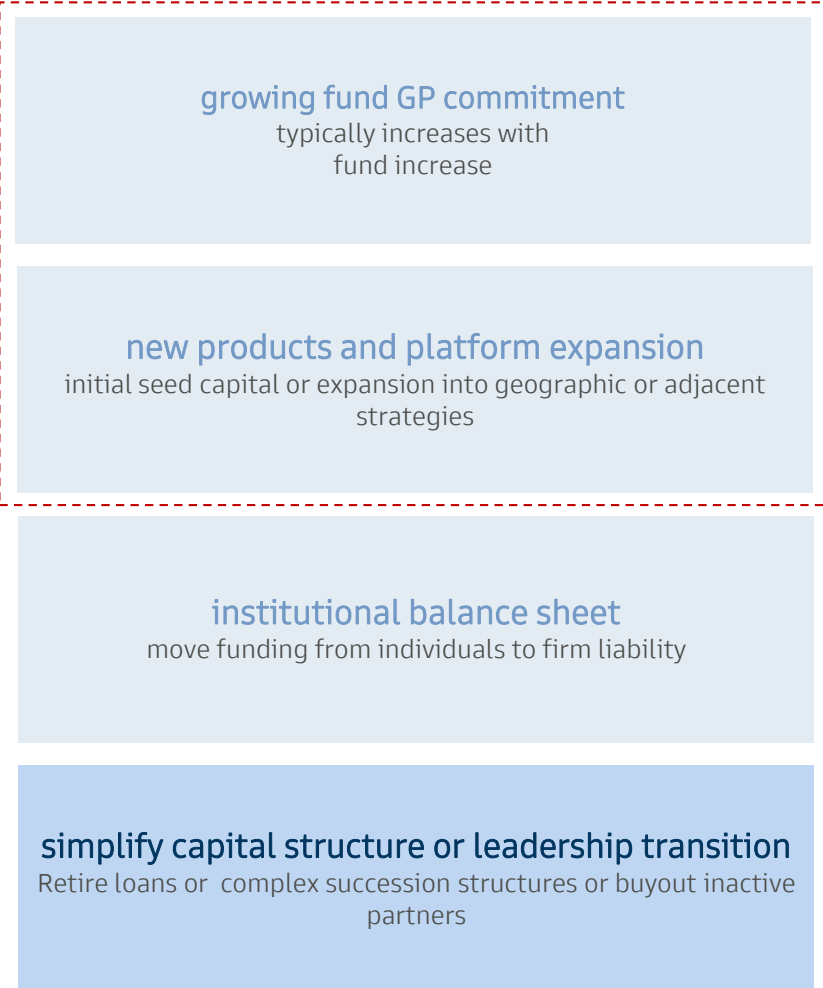 growing fund GP commitment
typically increases with
fund increase
new products and platform expansion
initial seed capital or expansion into geographic or adjacent
strategies
institutional balance sheet
move funding from individuals to firm liability
simplify capital structure or leadership transition
Retire loans or  complex succession structures or buyout inactive
partners